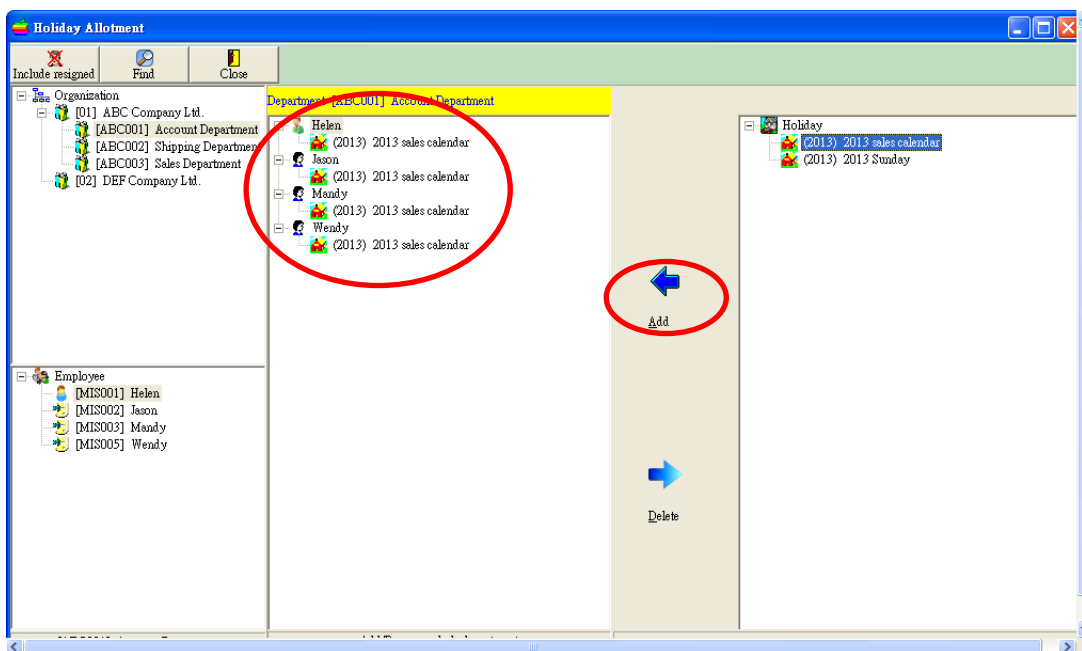 Holiday Allotment
Include resigned
Find
Close
Organization
[01] ABC Company Ltd.
[ABC001] Account Department
[ABC002] Shipping Departmen
[ABC003] Sales Department
[02] DEF Company Ltd.
Employee
[MIS001] Helen
[MIS002] Jason
[MIS003] Mandy
[MIS005] Wendy
Department: [ABC001] Account Department
Helen
(2013) 2013 sales calendar
Jason
(2013) 2013 sales calendar
Mandy
(2013) 2013 sales calendar
Wendy
(2013) 2013 sales calendar
Add
Delete
Holiday
(2013) 2013 sales calendar
(2013) 2013 Sunday